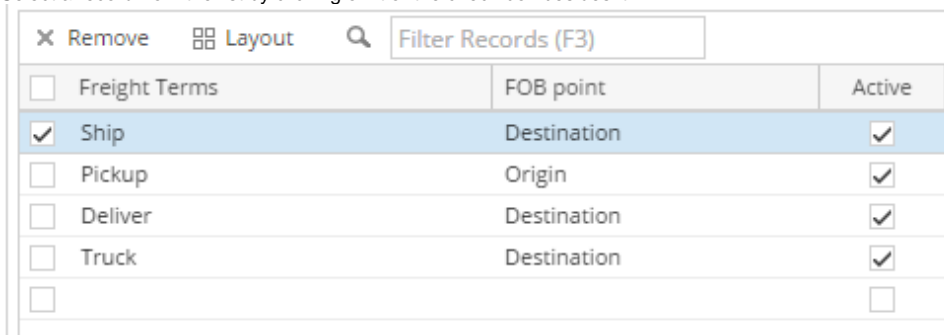 Remove Layout Filter Records (F3)
Freight Terms FOB point Active
Ship Destination
Pickup Origin
Deliver Destination
Truck Destination